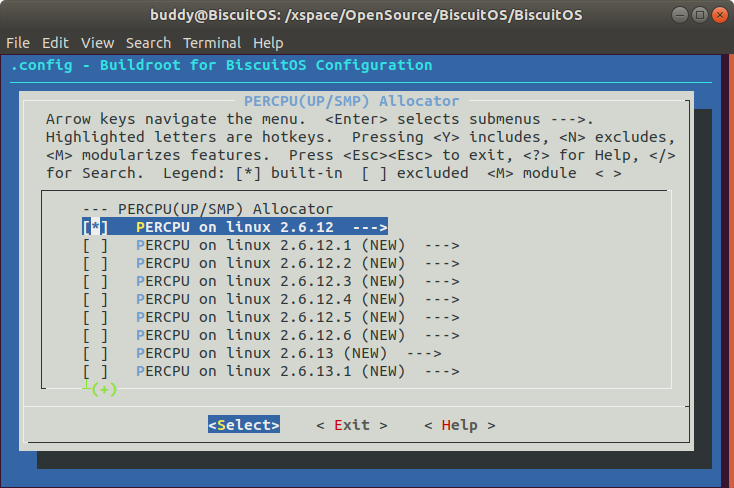 buddy@BiscuitOS: /xspace/OpenSource/BiscuitOS/BiscuitOS
File Edit View Search Terminal Help
.config - Buildroot for BiscuitOS Configuration
PERCPU(UP/SMP) Allocator
Arrow keys navigate the menu.  <Enter> selects submenus --->.
Highlighted letters are hotkeys.  Pressing <Y> includes, <N> excludes,
<M> modularizes features.  Press <Esc><Esc> to exit, <?> for Help, </>
for Search.  Legend: [*] built-in  [ ] excluded  <M> module  < >
--- PERCPU(UP/SMP) Allocator
[*]   PERCPU on linux 2.6.12  --->
[ ]   PERCPU on linux 2.6.12.1 (NEW)  --->
[ ]   PERCPU on linux 2.6.12.2 (NEW)  --->
[ ]   PERCPU on linux 2.6.12.3 (NEW)  --->
[ ]   PERCPU on linux 2.6.12.4 (NEW)  --->
[ ]   PERCPU on linux 2.6.12.5 (NEW)  --->
[ ]   PERCPU on linux 2.6.12.6 (NEW)  --->
[ ]   PERCPU on linux 2.6.13 (NEW)  --->
[ ]   PERCPU on linux 2.6.13.1 (NEW)  --->
(+)
<Select>    < Exit >    < Help >